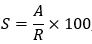 S = A/R × 100